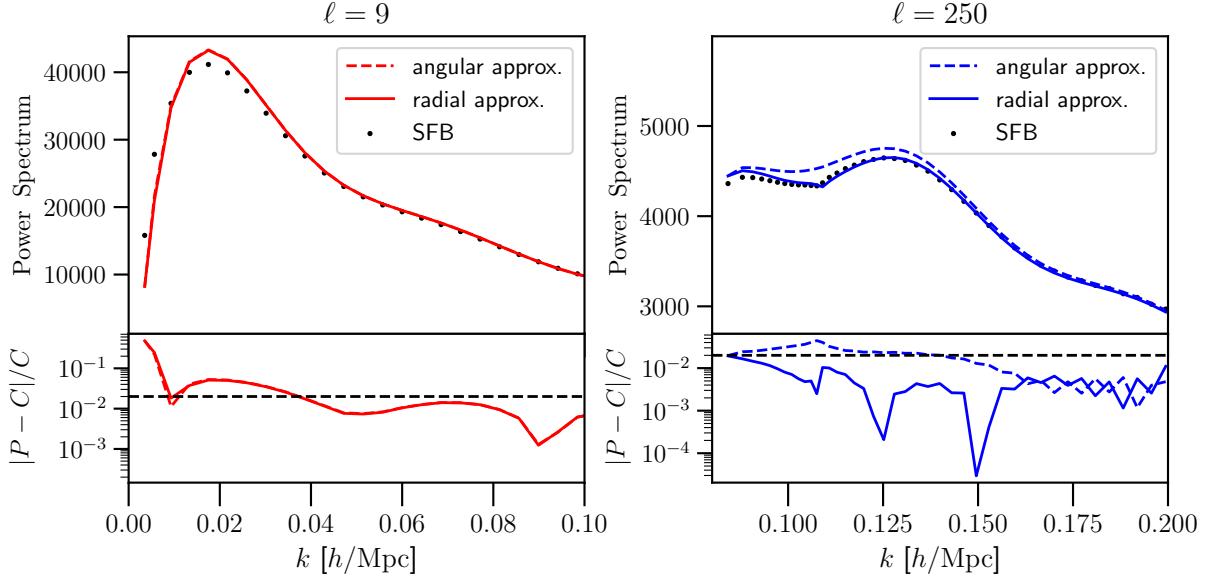 ℓ = 9
angular approx.
radial approx.
SFB
Power Spectrum
40000
30000
20000
10000
|P − C|/C
10⁻¹
10⁻²
10⁻³
0.00 0.02 0.04 0.06 0.08 0.10
k [h/Mpc]
ℓ = 250
angular approx.
radial approx.
SFB
Power Spectrum
5000
4000
3000
|P − C|/C
10⁻²
10⁻³
10⁻⁴
0.100 0.125 0.150 0.175 0.200
k [h/Mpc]